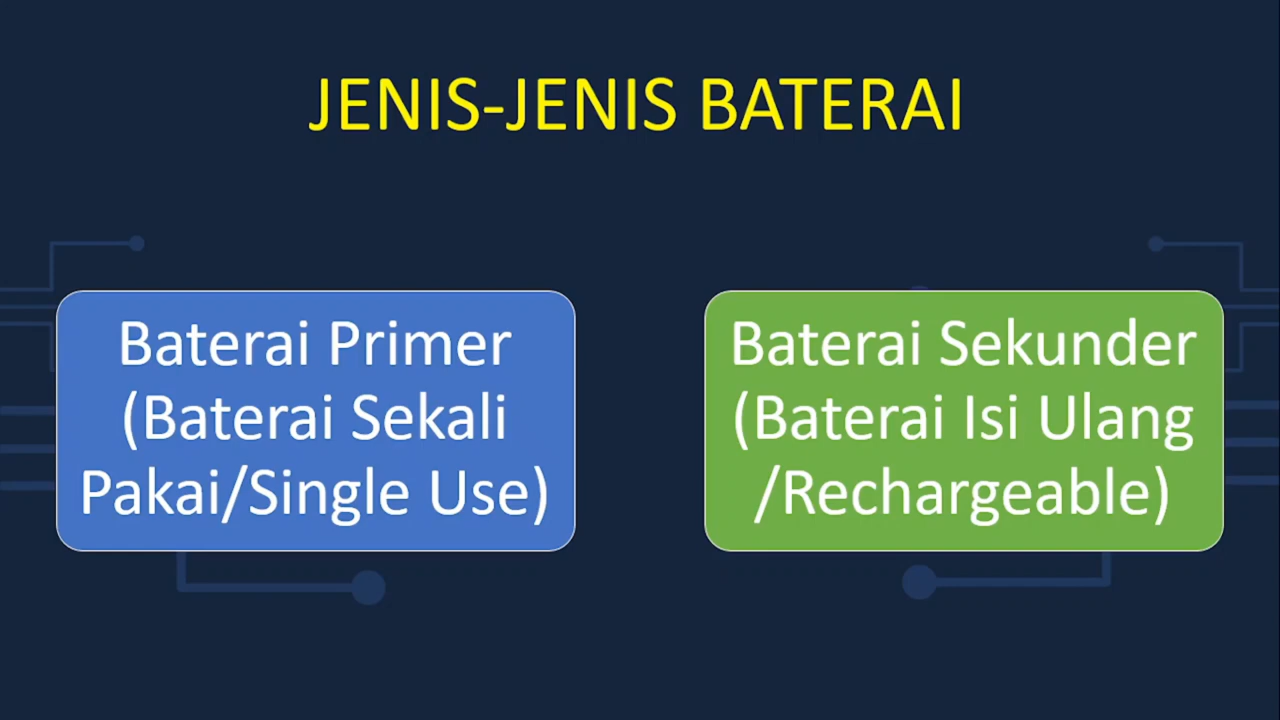 JENIS-JENIS BATERAI
Baterai Primer
(Baterai Sekali
Pakai/Single Use)
Baterai Sekunder
(Baterai Isi Ulang
/Rechargeable)